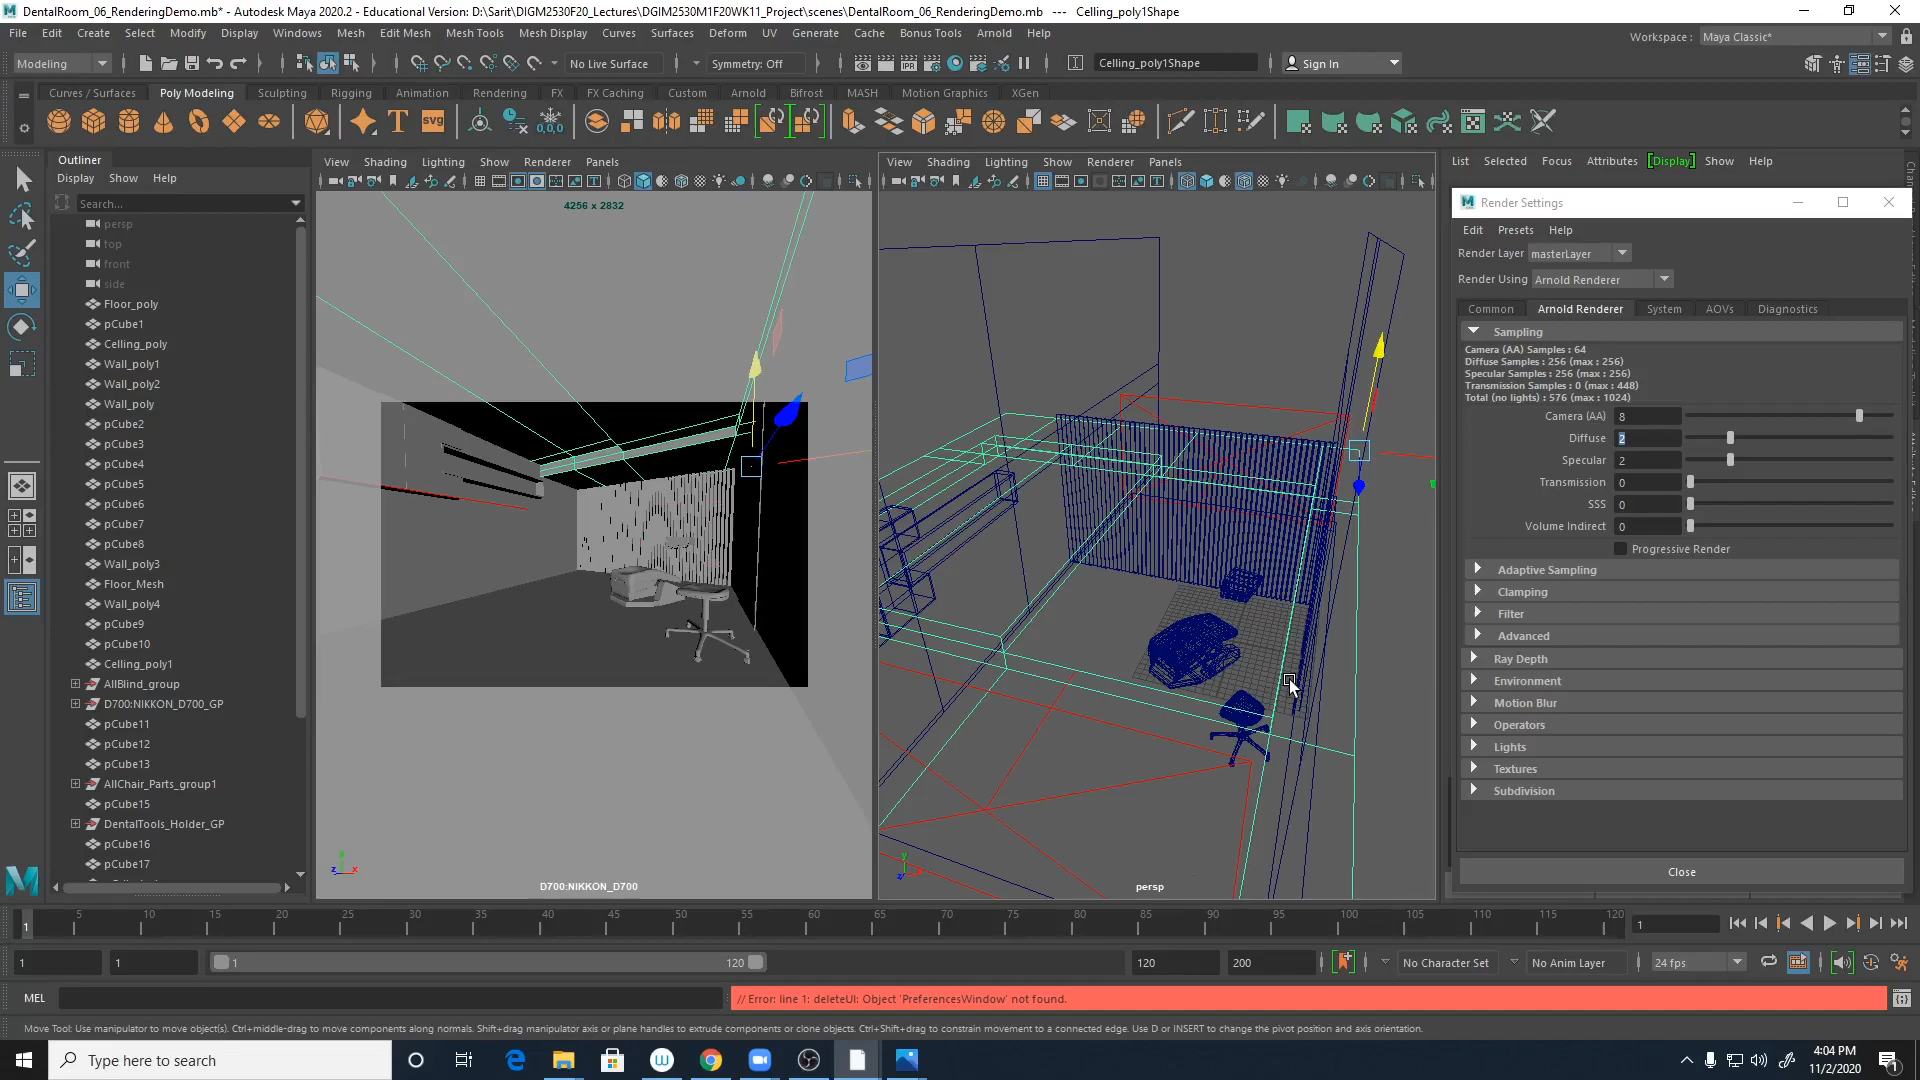 DentalRoom_06_RenderingDemo.mb* - Autodesk Maya 2020.2 - Educational Version: D:\Sarit\DIGM2530F20_Lectures\DGIM2530M1F20WK11_Project\scenes\DentalRoom_06_RenderingDemo.mb --- Celling_poly1Shape
File Edit Create Select Modify Display Windows Mesh Edit Mesh Mesh Tools Mesh Display Curves Surfaces Deform UV Generate Cache Bonus Tools Arnold Help
Workspace : Maya Classic*
Modeling No Live Surface Symmetry: Off Celling_poly1Shape Sign In
Curves / Surfaces Poly Modeling Sculpting Rigging Animation Rendering FX FX Caching Custom Arnold Bifrost MASH Motion Graphics XGen
Outliner
Display Show Help
Search...
persp
top
front
side
Floor_poly
pCube1
Celling_poly
Wall_poly1
Wall_poly2
Wall_poly
pCube2
pCube3
pCube4
pCube5
pCube6
pCube7
pCube8
Wall_poly3
Floor_Mesh
Wall_poly4
pCube9
pCube10
Celling_poly1
AllBlind_group
D700:NIKKON_D700_GP
pCube11
pCube12
pCube13
AllChair_Parts_group1
pCube15
DentalTools_Holder_GP
pCube16
pCube17
View Shading Lighting Show Renderer Panels
4256 x 2832
D700:NIKKON_D700
View Shading Lighting Show Renderer Panels
persp
List Selected Focus Attributes Display Show Help
Render Settings
Edit Presets Help
Render Layer masterLayer
Render Using Arnold Renderer
Common Arnold Renderer System AOVs Diagnostics
Sampling
Camera (AA) Samples : 64
Diffuse Samples : 256 (max : 256)
Specular Samples : 256 (max : 256)
Transmission Samples : 0 (max : 448)
Total (no lights) : 576 (max : 1024)
Camera (AA) 8
Diffuse 2
Specular 2
Transmission 0
SSS 0
Volume Indirect 0
Progressive Render
Adaptive Sampling
Clamping
Filter
Advanced
Ray Depth
Environment
Motion Blur
Operators
Lights
Textures
Subdivision
Close
1 5 10 15 20 25 30 35 40 45 50 55 60 65 70 75 80 85 90 95 100 105 110 115 120 1
1 1 1 120 120 200 No Character Set No Anim Layer 24 fps
MEL // Error: line 1: deleteUI: Object 'PreferencesWindow' not found.
Move Tool: Use manipulator to move object(s). Ctrl+middle-drag to move components along normals. Shift+drag manipulator axis or plane handles to extrude components or clone objects. Ctrl+Shift+drag to constrain movement to a connected edge. Use D or INSERT to change the pivot position and axis orientation.
Type here to search
4:04 PM
11/2/2020